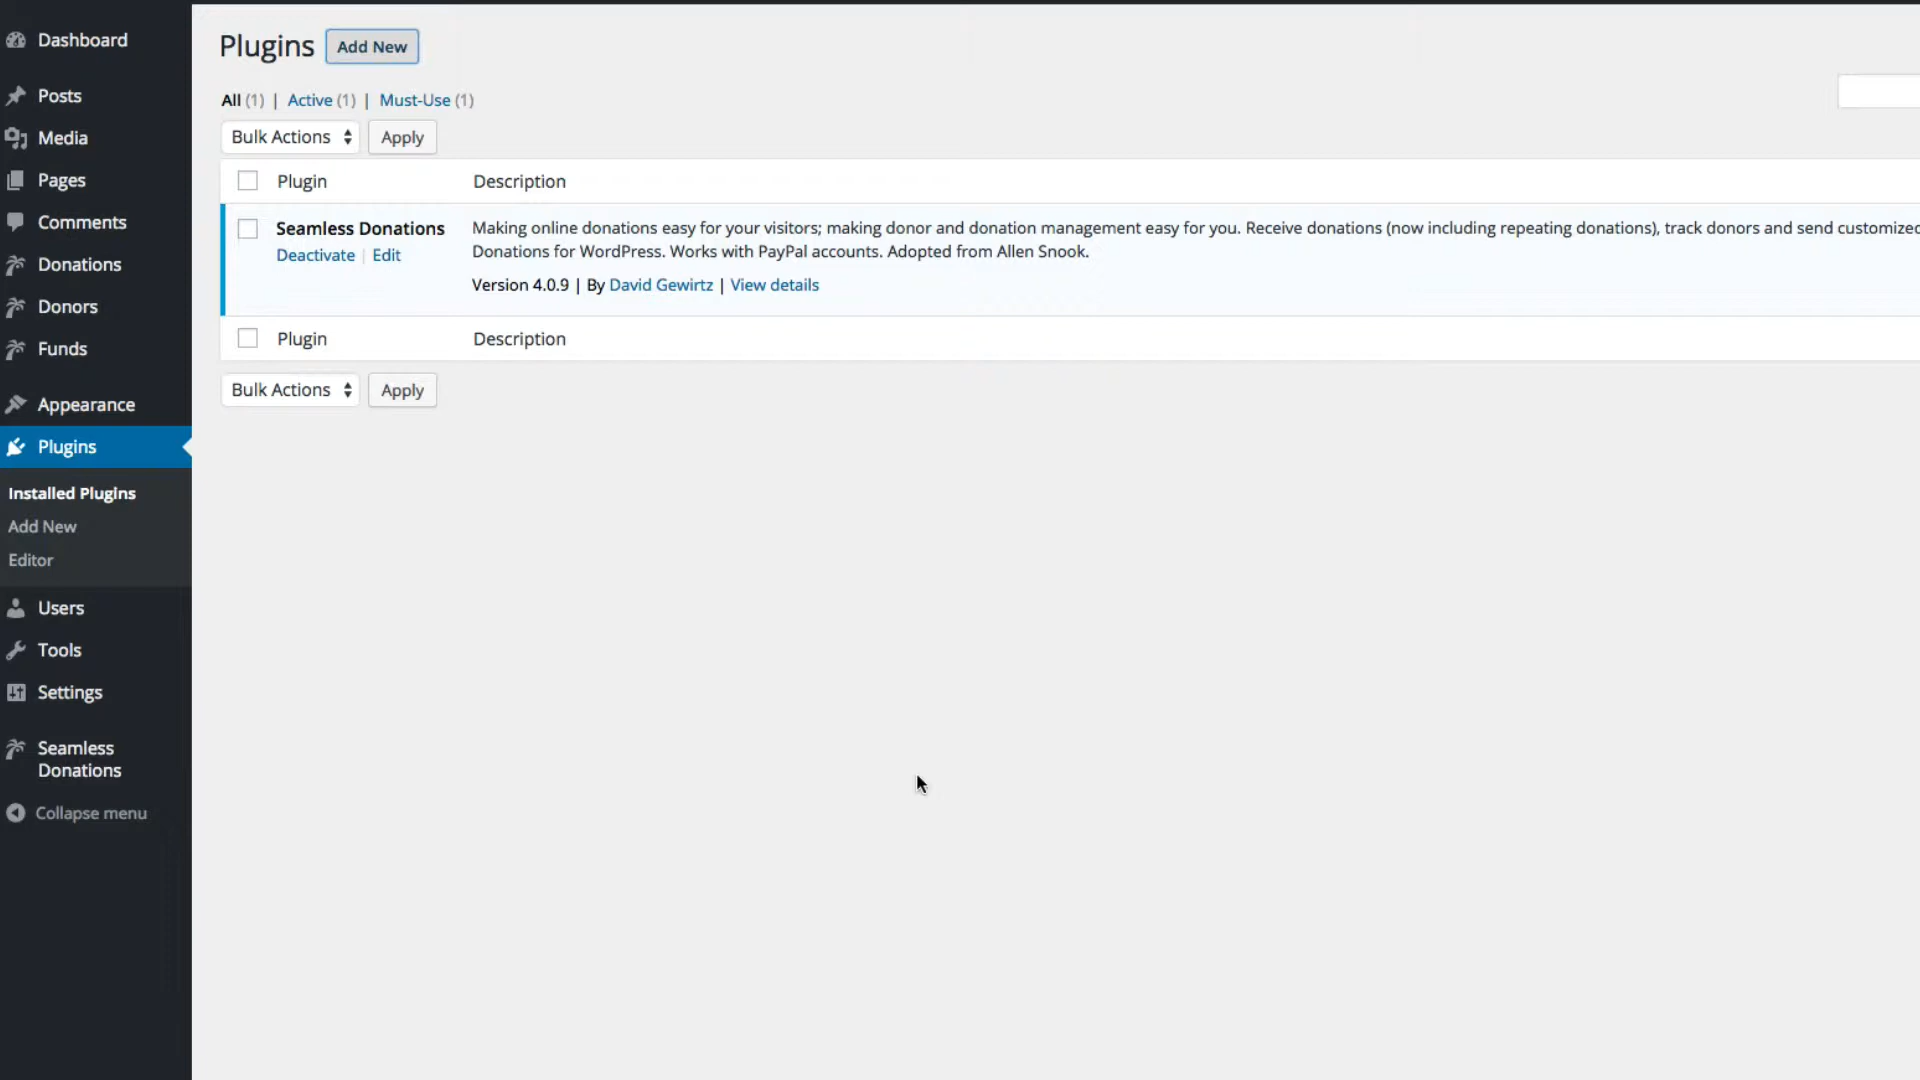 Dashboard
Posts
Media
Pages
Comments
Donations
Donors
Funds
Appearance
Plugins
Installed Plugins
Add New
Editor
Users
Tools
Settings
Seamless
Donations
Collapse menu
Plugins Add New
All (1) | Active (1) | Must-Use (1)
Bulk Actions Apply
Plugin Description
Seamless Donations
Deactivate | Edit
Making online donations easy for your visitors; making donor and donation management easy for you. Receive donations (now including repeating donations), track donors and send customized
Donations for WordPress. Works with PayPal accounts. Adopted from Allen Snook.
Version 4.0.9 | By David Gewirtz | View details
Plugin Description
Bulk Actions Apply